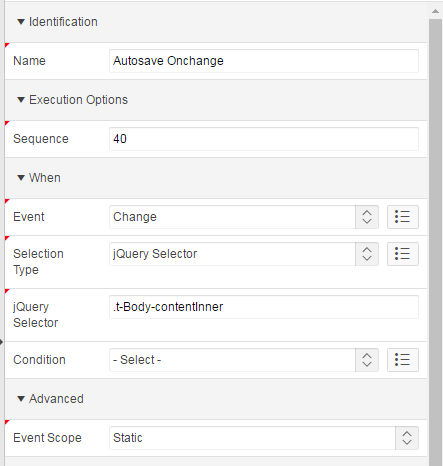 Identification
Name Autosave Onchange
Execution Options
Sequence 40
When
Event Change
Selection Type jQuery Selector
jQuery Selector .t-Body-contentInner
Condition - Select -
Advanced
Event Scope Static